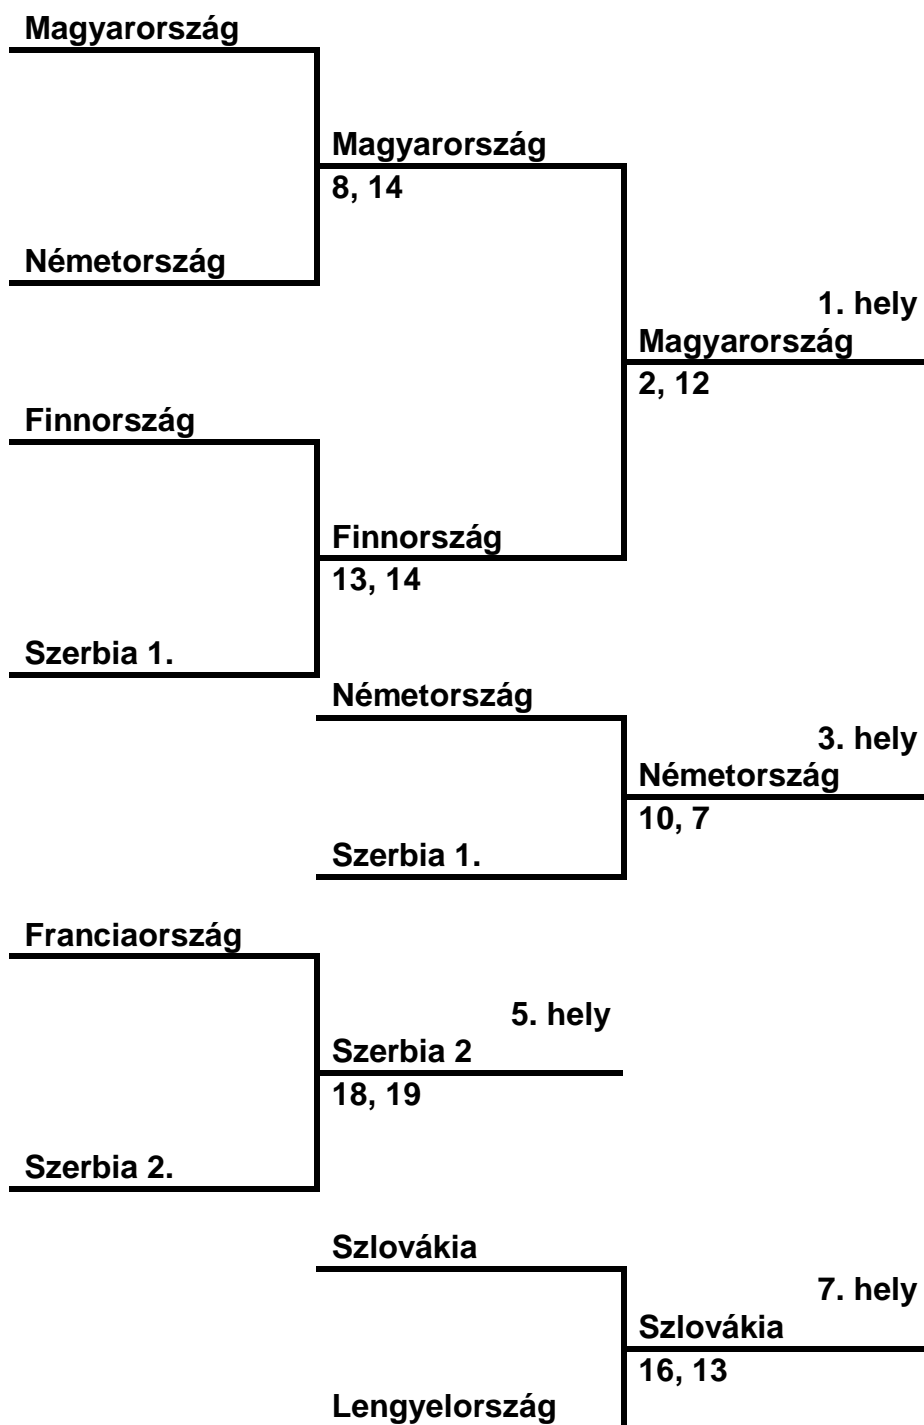 Magyarország
Magyarország
8, 14
Németország
1. hely
Magyarország
2, 12
Finnország
Finnország
13, 14
Szerbia 1.
Németország
3. hely
Németország
10, 7
Szerbia 1.
Franciaország
5. hely
Szerbia 2
18, 19
Szerbia 2.
Szlovákia
7. hely
Szlovákia
16, 13
Lengyelország